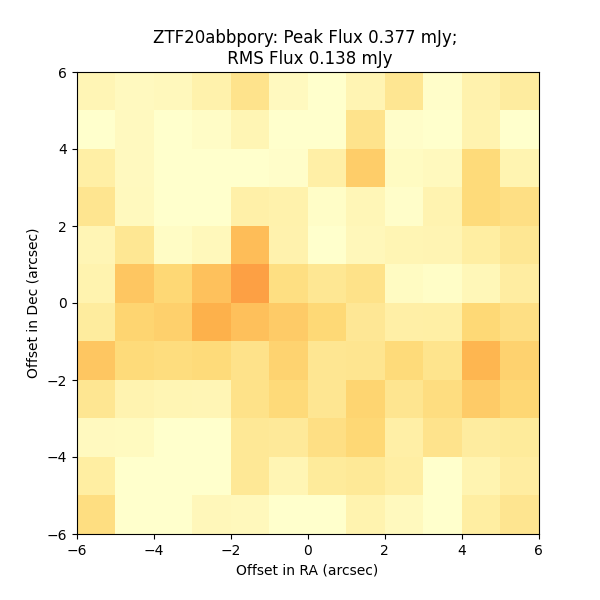 ZTF20abbpory: Peak Flux 0.377 mJy;
RMS Flux 0.138 mJy
6
4
2
0
−2
−4
−6
Offset in Dec (arcsec)
−6 −4 −2 0 2 4 6
Offset in RA (arcsec)